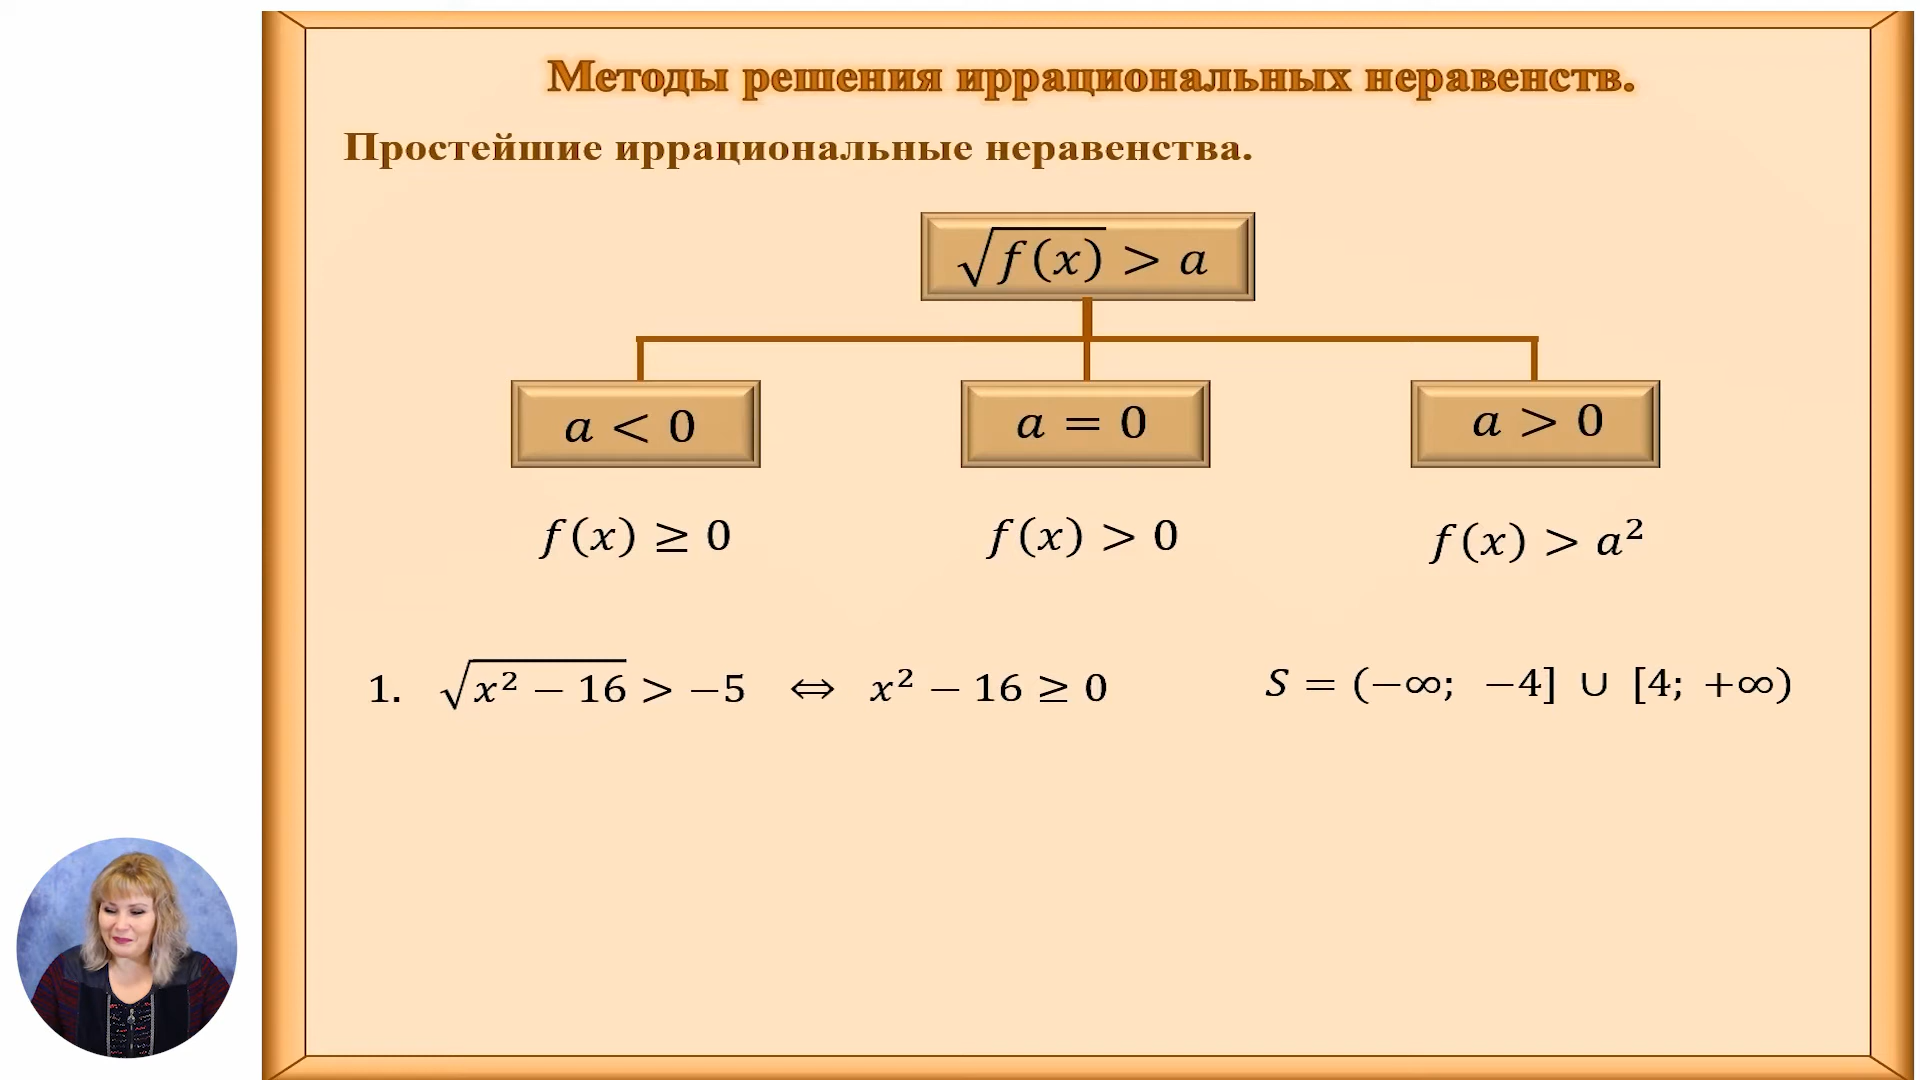 Методы решения иррациональных неравенств.
Простейшие иррациональные неравенства.
√f(x) > a
a < 0 a = 0 a > 0
f(x) ≥ 0 f(x) > 0 f(x) > a²
1. √x² − 16 > −5 ⇔ x² − 16 ≥ 0 S = (−∞; −4] ∪ [4; +∞)